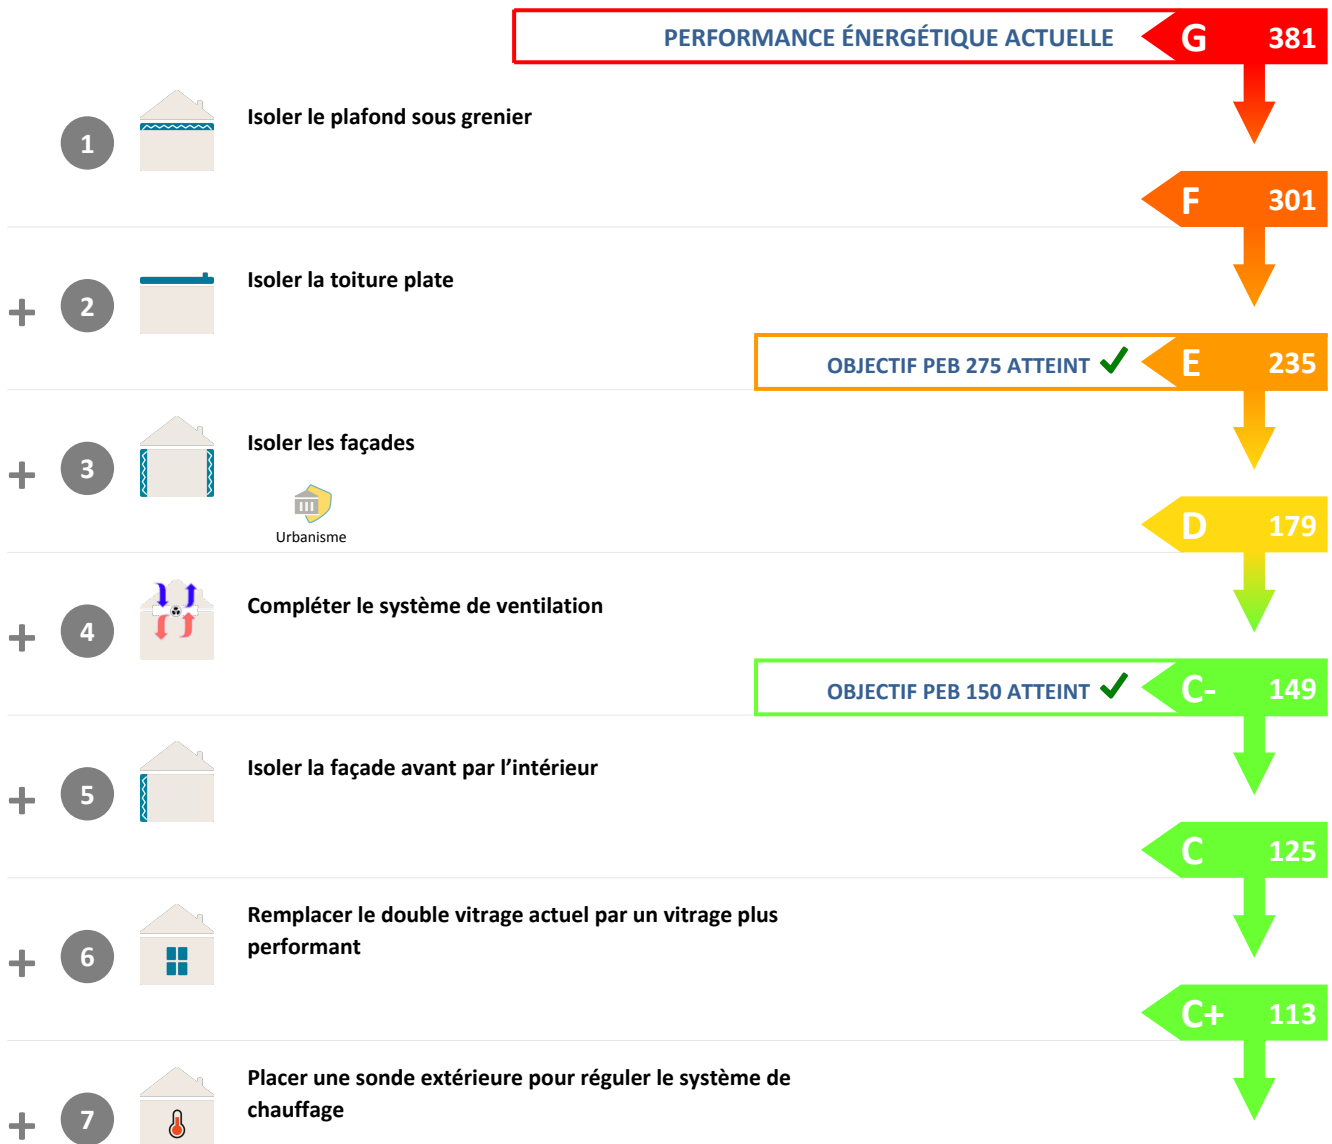 PERFORMANCE ÉNERGÉTIQUE ACTUELLE G 381
1 Isoler le plafond sous grenier
F 301
+ 2 Isoler la toiture plate
OBJECTIF PEB 275 ATTEINT ✓ E 235
+ 3 Isoler les façades
Urbanisme
D 179
+ 4 Compléter le système de ventilation
OBJECTIF PEB 150 ATTEINT ✓ C- 149
+ 5 Isoler la façade avant par l’intérieur
C 125
+ 6 Remplacer le double vitrage actuel par un vitrage plus
performant
C+ 113
+ 7 Placer une sonde extérieure pour réguler le système de
chauffage